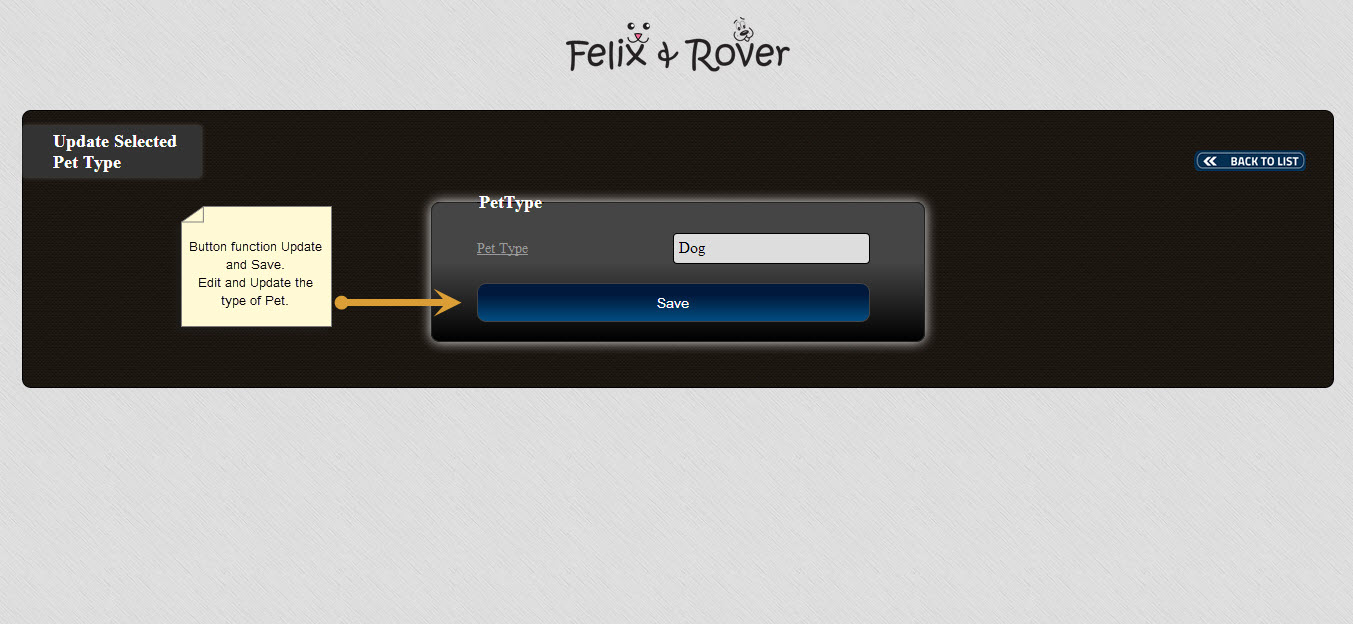 Felix & Rover
Update Selected
Pet Type
BACK TO LIST
PetType
Button function Update
and Save.
Edit and Update the
type of Pet.
Pet Type
Dog
Save